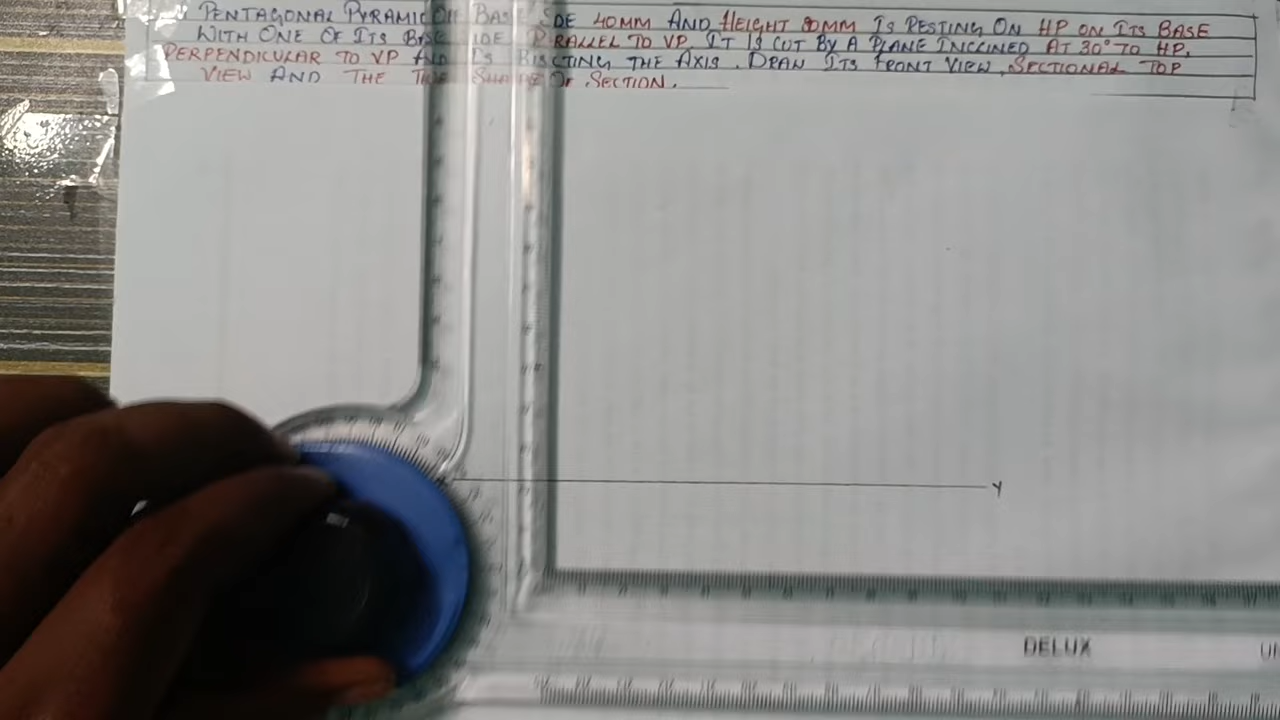 PENTAGONAL PYRAMID OF BASE SIDE 40MM AND HEIGHT 80MM IS RESTING ON HP ON ITS BASE
WITH ONE OF ITS BASE SIDE PARALLEL TO VP. IT IS CUT BY A PLANE INCLINED AT 30° TO HP,
PERPENDICULAR TO VP AND IS BISCTING THE AXIS. DRAW ITS FRONT VIEW, SECTIONAL TOP
VIEW AND THE TRUE SHAPE OF SECTION.
Y
DELUX